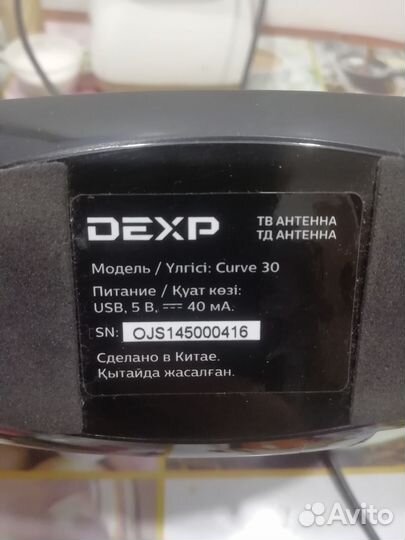 DEXP
ТВ АНТЕННА
ТД АНТЕННА
Модель / Үлгісі: Curve 30
Питание / Қуат көзі:
USB, 5 В, ⎓ 40 мА.
SN: OJS145000416
Сделано в Китае.
Қытайда жасалған.
Avito